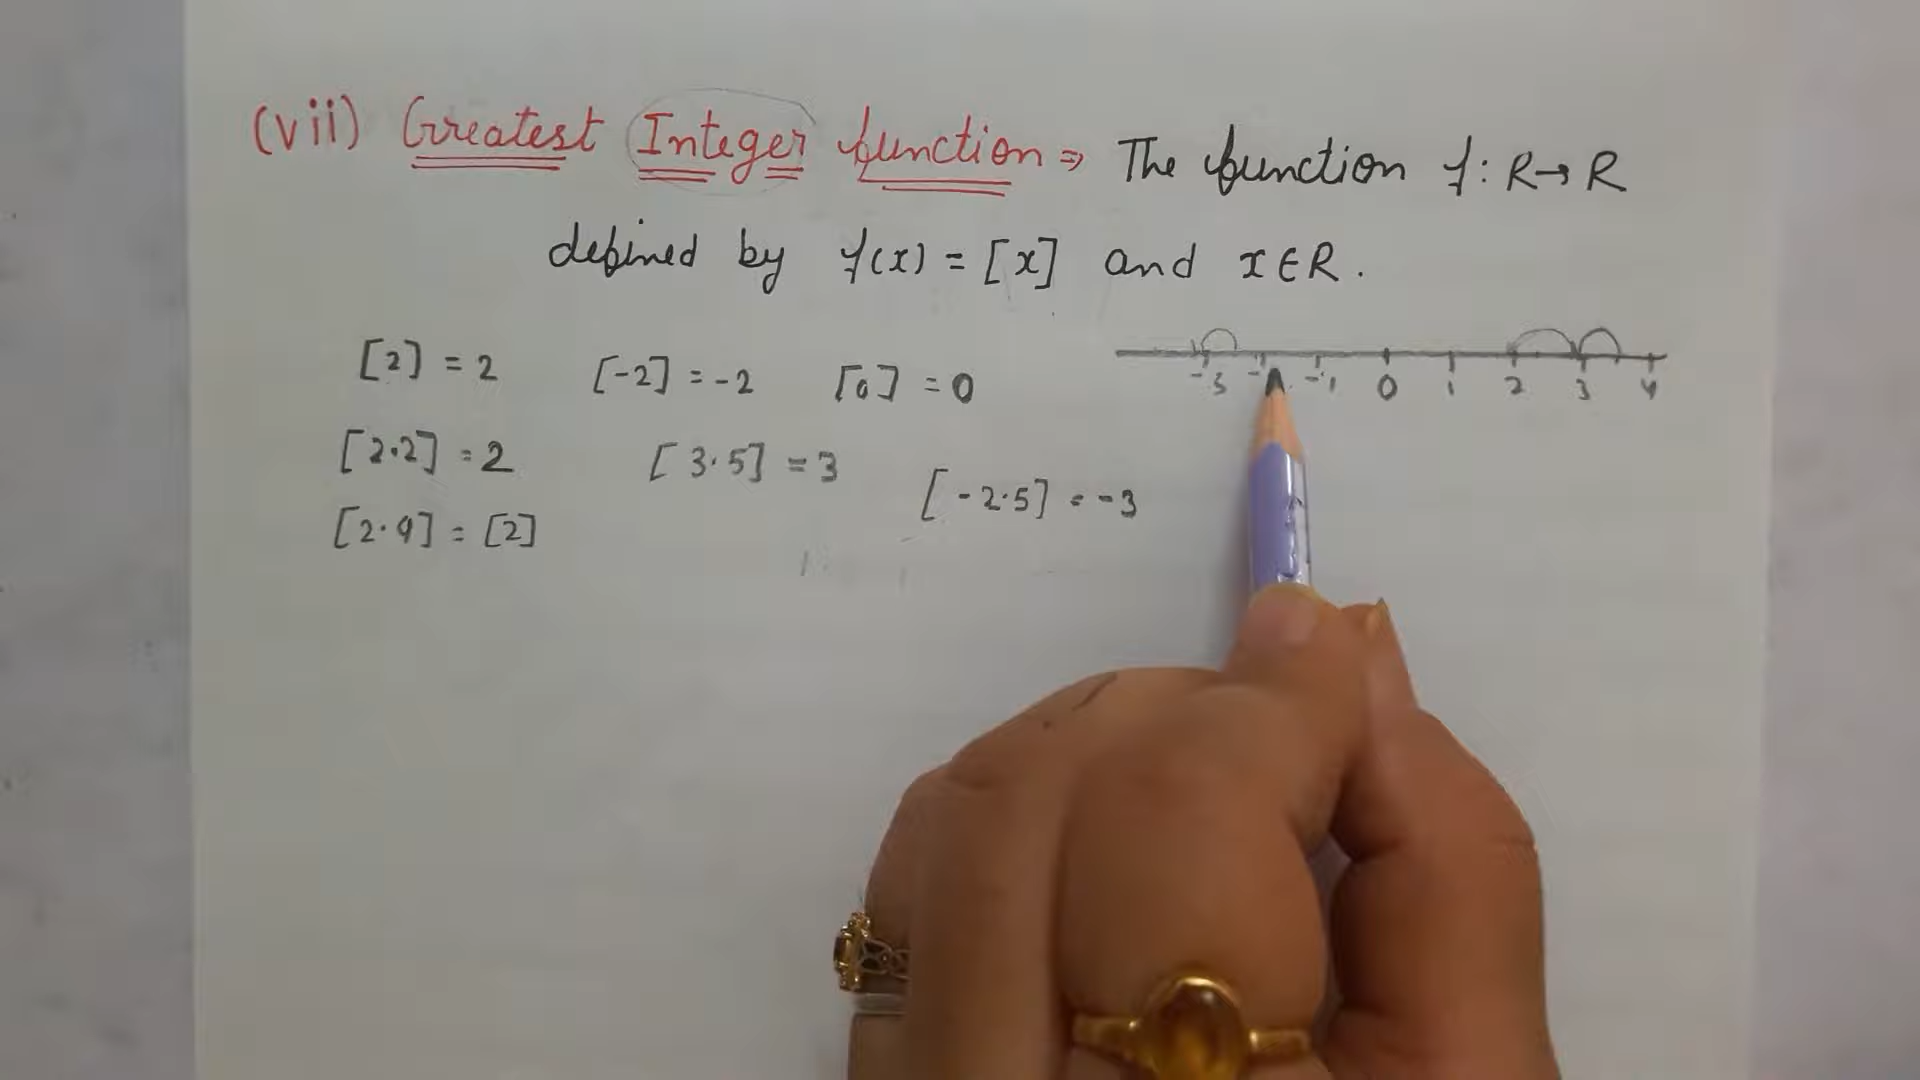 (vii) Greatest Integer function ⇒ The function f: R→R
defined by f(x) = [x] and x∈R.
[2] = 2 [-2] = -2 [0] = 0
-3 -1 0 1 2 3 4
[2.2] = 2 [3.5] = 3 [-2.5] = -3
[2.9] = [2]